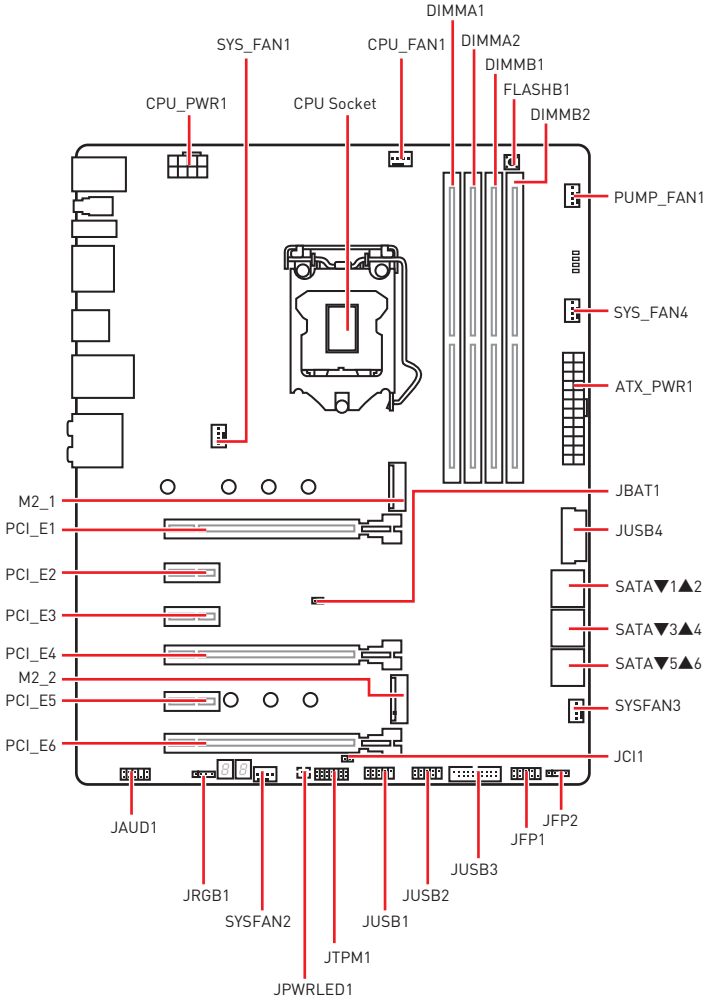 DIMMA1
SYS_FAN1
CPU_FAN1
DIMMA2
DIMMB1
FLASHB1
CPU_PWR1
CPU Socket
DIMMB2
PUMP_FAN1
SYS_FAN4
ATX_PWR1
JBAT1
M2_1
PCI_E1
JUSB4
PCI_E2
SATA▼1▲2
PCI_E3
SATA▼3▲4
PCI_E4
SATA▼5▲6
M2_2
PCI_E5
SYSFAN3
PCI_E6
JCI1
8 8
JAUD1
JFP2
JFP1
JUSB3
JRGB1
JUSB2
SYSFAN2
JUSB1
JTPM1
JPWRLED1